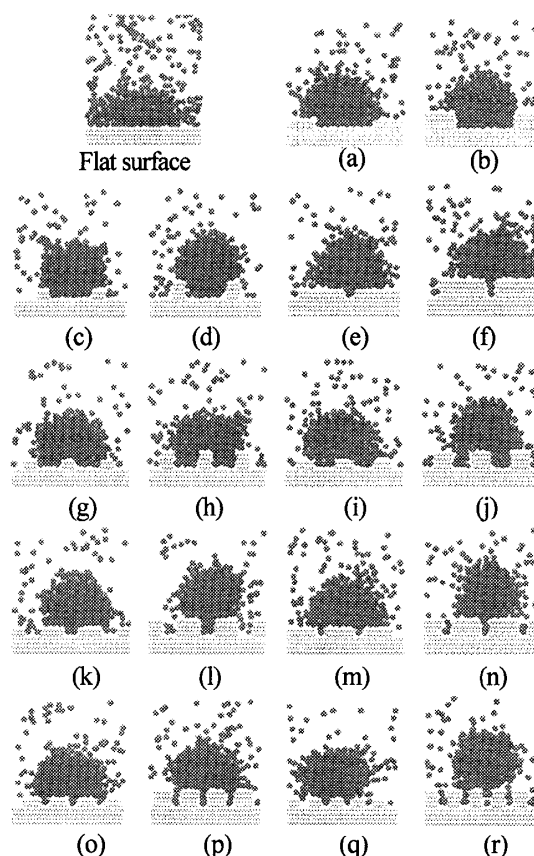 Flat surface
(a)
(b)
(c)
(d)
(e)
(f)
(g)
(h)
(i)
(j)
(k)
(l)
(m)
(n)
(o)
(p)
(q)
(r)